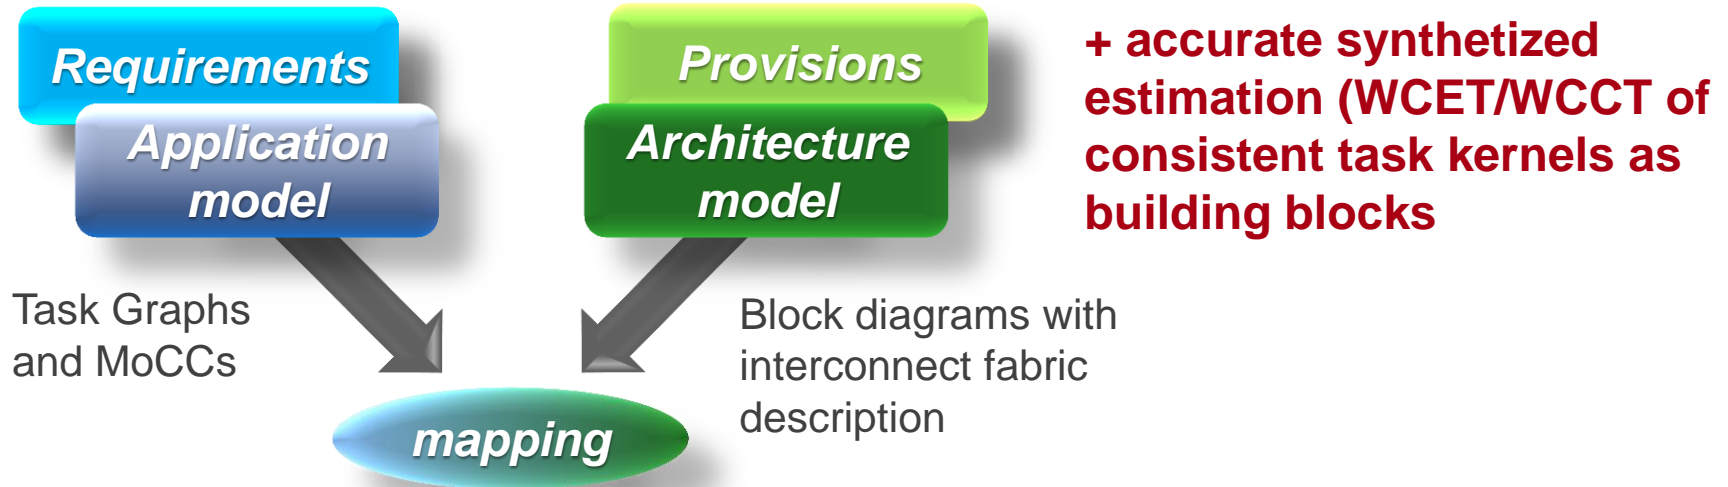 Requirements
Application
model
Provisions
Architecture
model
+ accurate synthetized
estimation (WCET/WCCT of
consistent task kernels as
building blocks
Task Graphs
and MoCCs
Block diagrams with
interconnect fabric
description
mapping